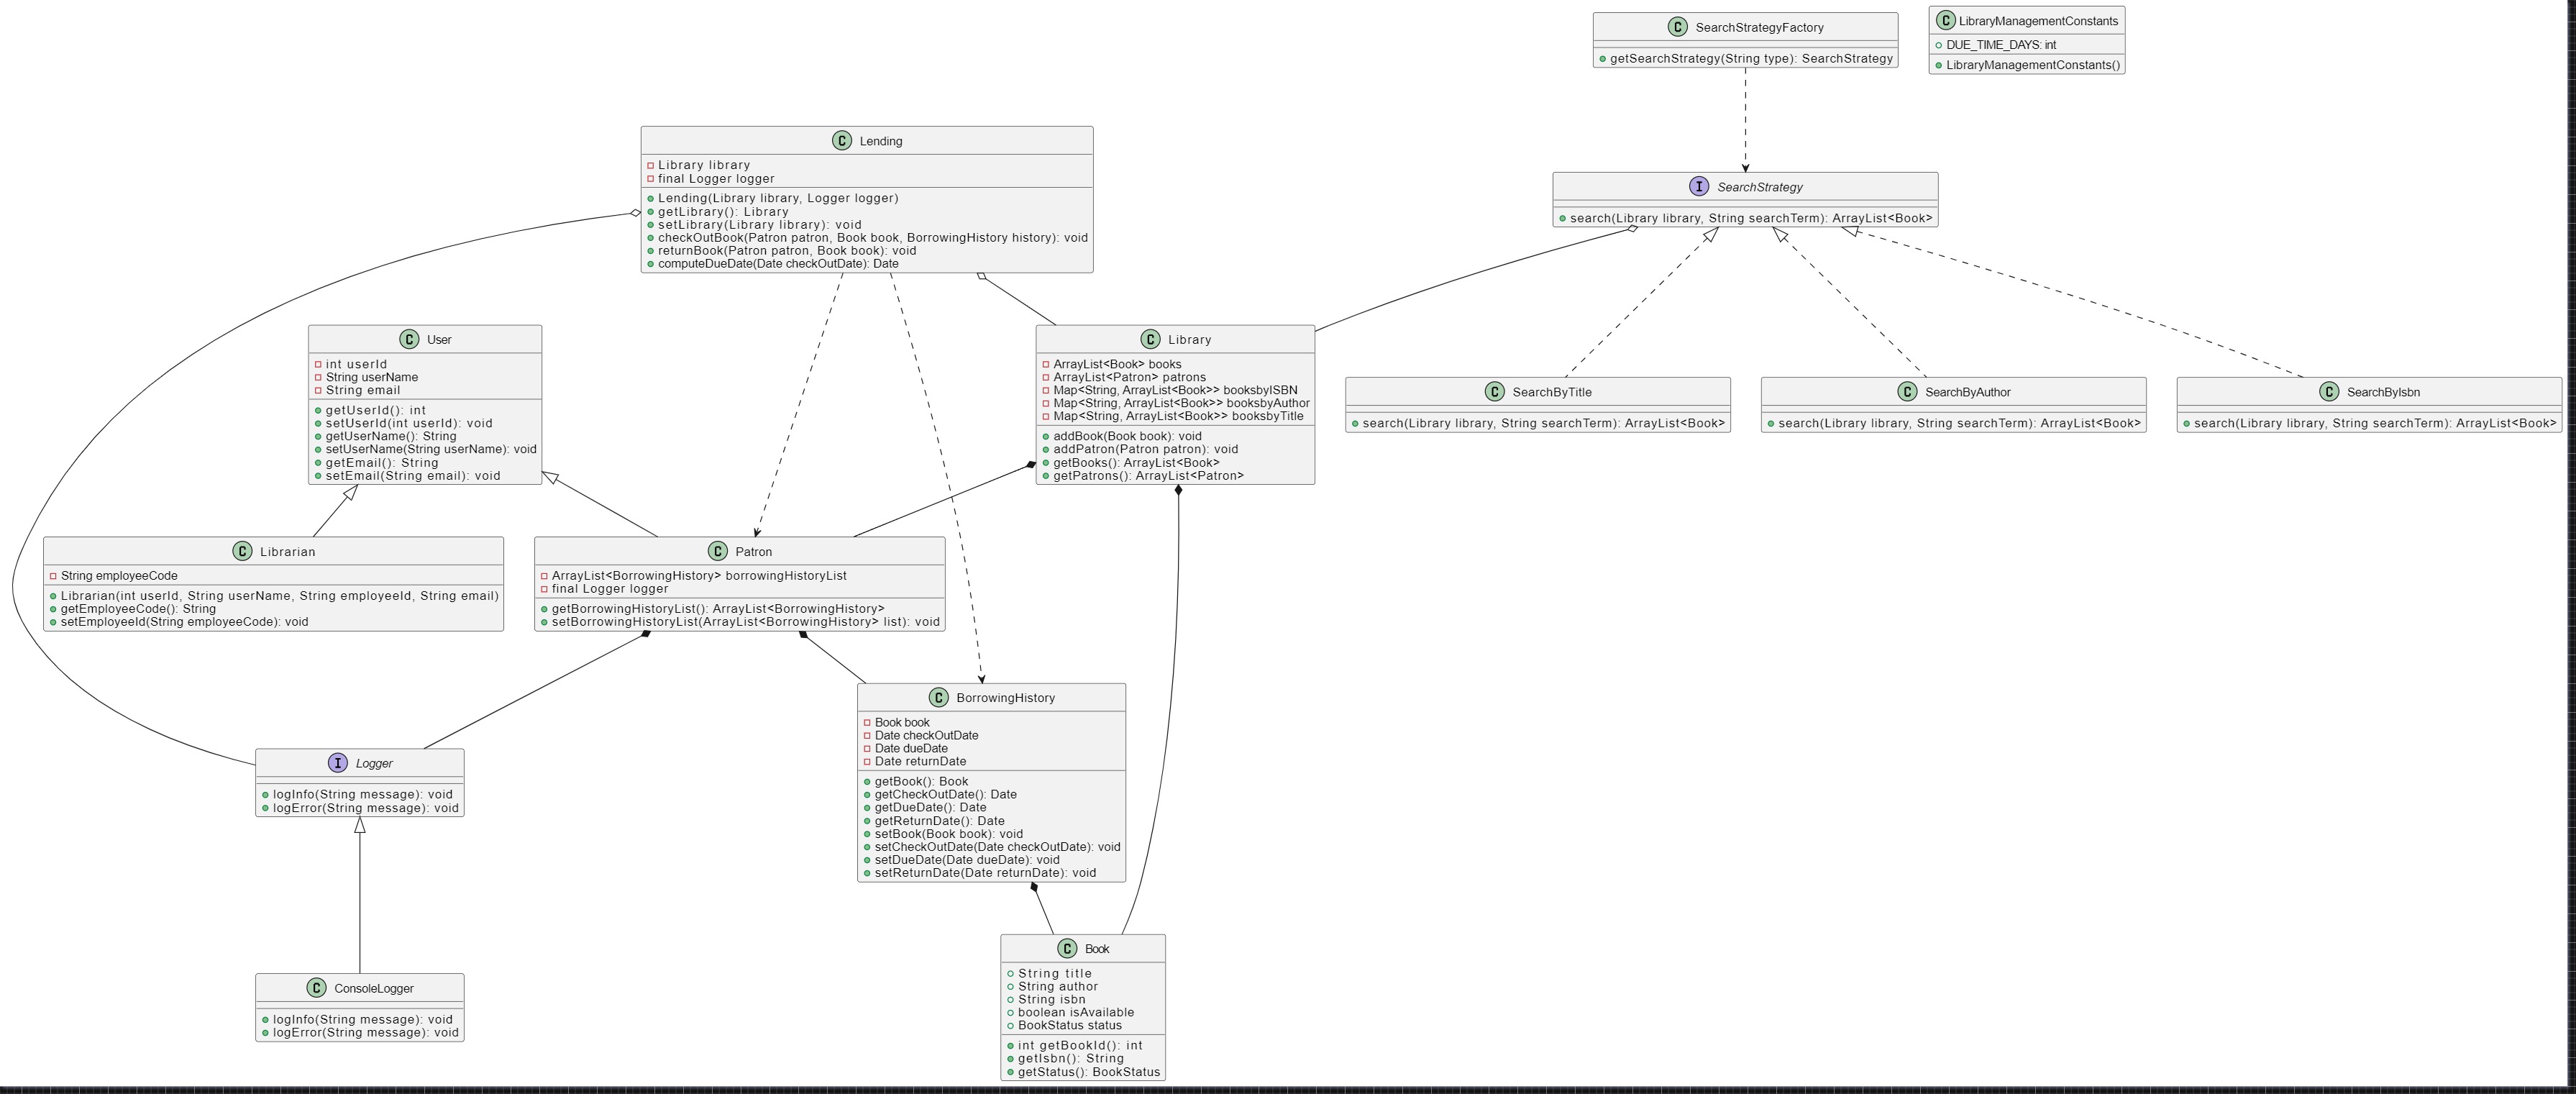 C SearchStrategyFactory
getSearchStrategy(String type): SearchStrategy
C LibraryManagementConstants
DUE_TIME_DAYS: int
LibraryManagementConstants()
C Lending
Library library
final Logger logger
Lending(Library library, Logger logger)
getLibrary(): Library
setLibrary(Library library): void
checkOutBook(Patron patron, Book book, BorrowingHistory history): void
returnBook(Patron patron, Book book): void
computeDueDate(Date checkOutDate): Date
I SearchStrategy
search(Library library, String searchTerm): ArrayList<Book>
C User
int userId
String userName
String email
getUserId(): int
setUserId(int userId): void
getUserName(): String
setUserName(String userName): void
getEmail(): String
setEmail(String email): void
C Library
ArrayList<Book> books
ArrayList<Patron> patrons
Map<String, ArrayList<Book>> booksbyISBN
Map<String, ArrayList<Book>> booksbyAuthor
Map<String, ArrayList<Book>> booksbyTitle
addBook(Book book): void
addPatron(Patron patron): void
getBooks(): ArrayList<Book>
getPatrons(): ArrayList<Patron>
C SearchByTitle
search(Library library, String searchTerm): ArrayList<Book>
C SearchByAuthor
search(Library library, String searchTerm): ArrayList<Book>
C SearchByIsbn
search(Library library, String searchTerm): ArrayList<Book>
C Librarian
String employeeCode
Librarian(int userId, String userName, String employeeId, String email)
getEmployeeCode(): String
setEmployeeId(String employeeCode): void
C Patron
ArrayList<BorrowingHistory> borrowingHistoryList
final Logger logger
getBorrowingHistoryList(): ArrayList<BorrowingHistory>
setBorrowingHistoryList(ArrayList<BorrowingHistory> list): void
C BorrowingHistory
Book book
Date checkOutDate
Date dueDate
Date returnDate
getBook(): Book
getCheckOutDate(): Date
getDueDate(): Date
getReturnDate(): Date
setBook(Book book): void
setCheckOutDate(Date checkOutDate): void
setDueDate(Date dueDate): void
setReturnDate(Date returnDate): void
I Logger
logInfo(String message): void
logError(String message): void
C ConsoleLogger
logInfo(String message): void
logError(String message): void
C Book
String title
String author
String isbn
boolean isAvailable
BookStatus status
int getBookId(): int
getIsbn(): String
getStatus(): BookStatus